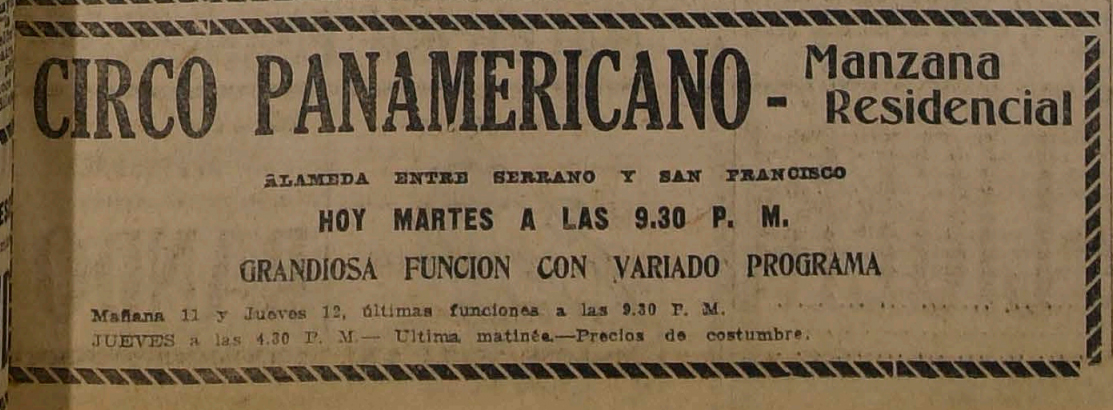 CIRCO PANAMERICANO - Manzana Residencial
ALAMEDA ENTRE SERRANO Y SAN FRANCISCO
HOY MARTES A LAS 9.30 P. M.
GRANDIOSA FUNCION CON VARIADO PROGRAMA
Mañana 11 y Jueves 12, últimas funciones a las 9.30 P. M.
JUEVES a las 4.30 P. M.— Ultima matinée.—Precios de costumbre.